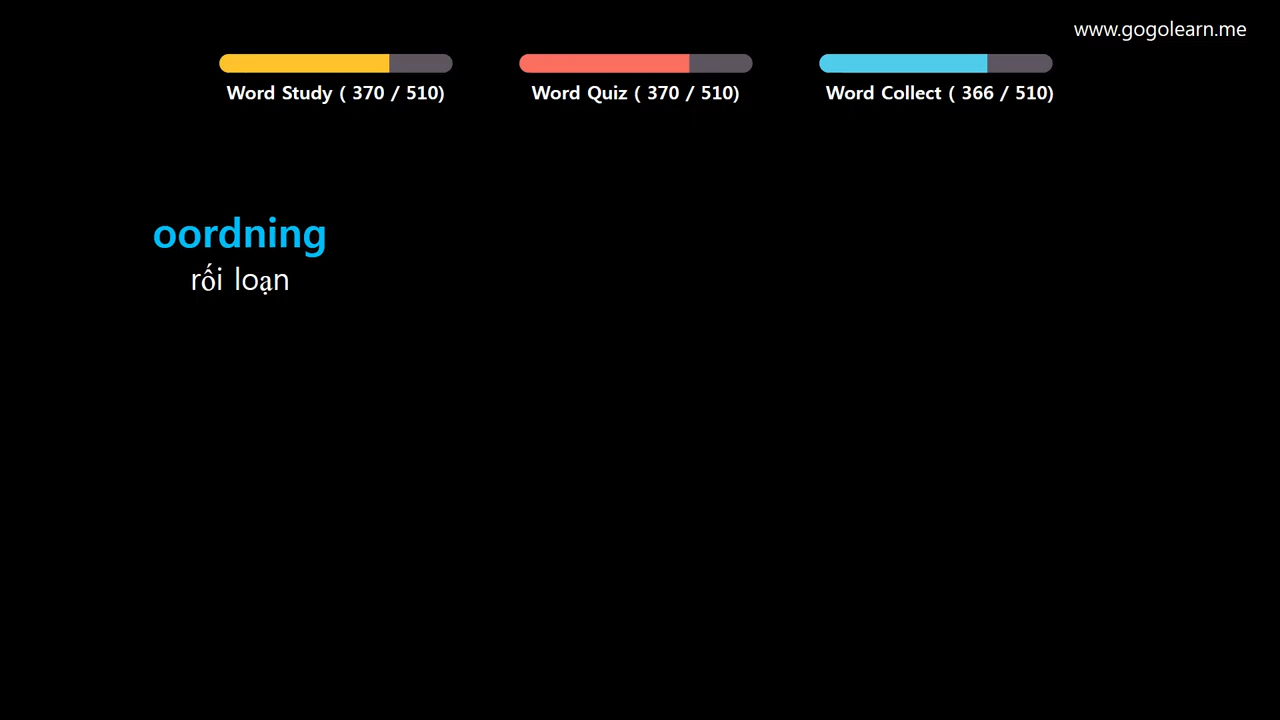 www.gogolearn.me
Word Study ( 370 / 510)
Word Quiz ( 370 / 510)
Word Collect ( 366 / 510)
oordning
rối loạn